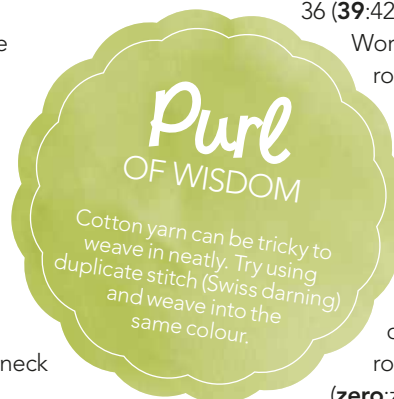 36 (39:42
e
Wor
ro
Purl
OF WISDOM
Cotton yarn can be tricky to
weave in neatly. Try using
duplicate stitch (Swiss darning)
and weave into the
same colour.
neck
ro
(zero: